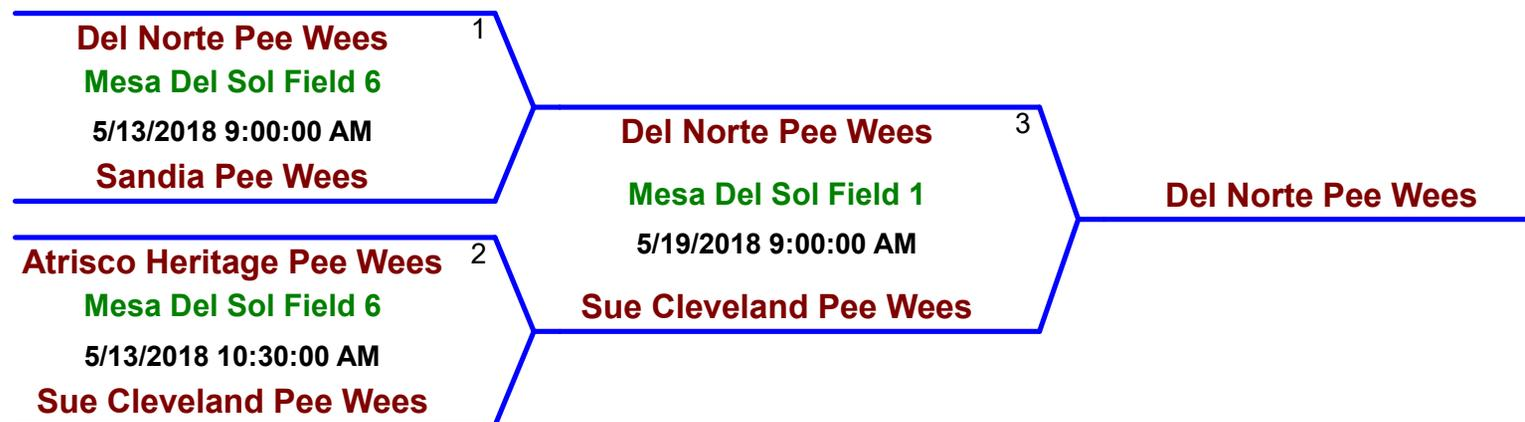 Del Norte Pee Wees
1
Mesa Del Sol Field 6
5/13/2018 9:00:00 AM
Sandia Pee Wees
Atrisco Heritage Pee Wees
2
Mesa Del Sol Field 6
5/13/2018 10:30:00 AM
Sue Cleveland Pee Wees
Del Norte Pee Wees
3
Mesa Del Sol Field 1
5/19/2018 9:00:00 AM
Sue Cleveland Pee Wees
Del Norte Pee Wees